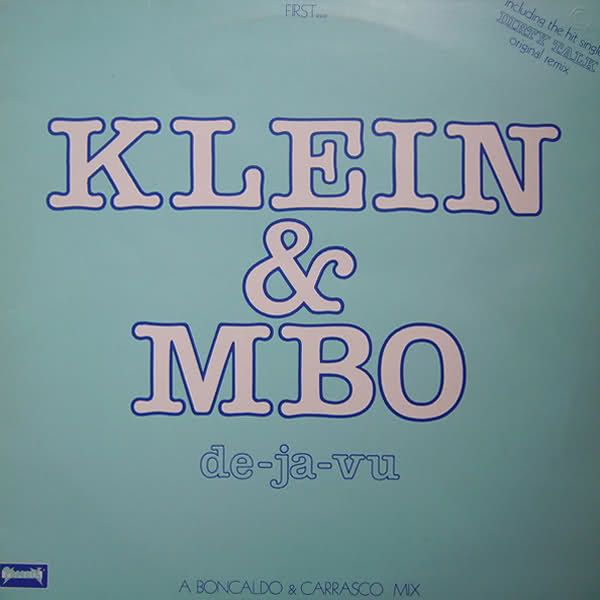 FIRST...
including the hit single
DIRTY TALK
original remix
KLEIN
&
MBO
de-ja-vu
A BONCALDO & CARRASCO MIX